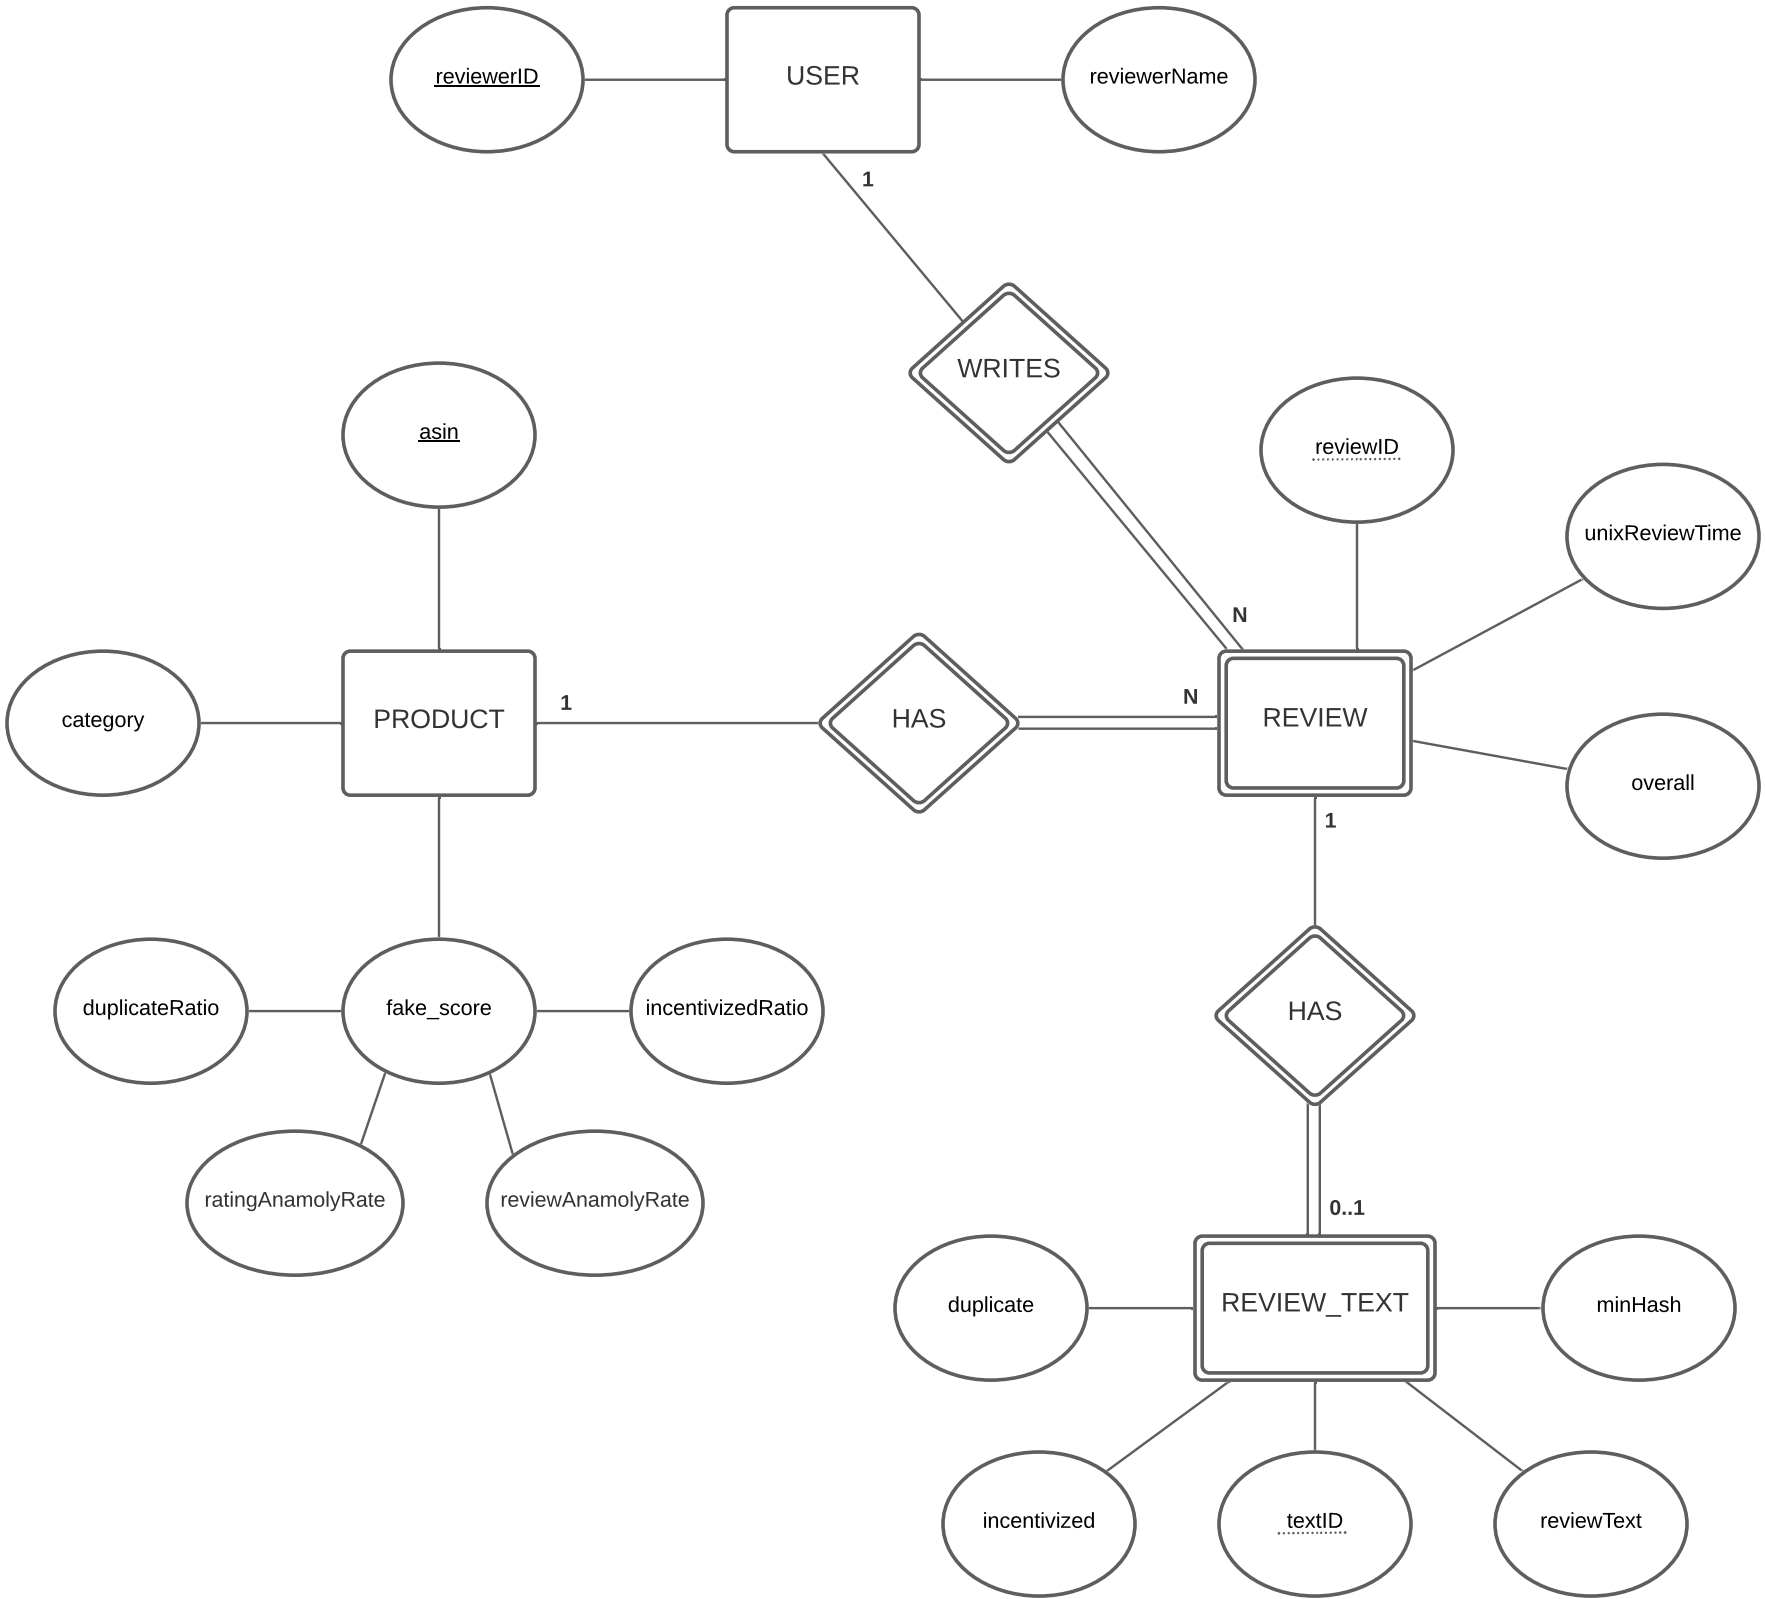 reviewerID
USER
reviewerName
1
WRITES
asin
reviewID
unixReviewTime
N
category
PRODUCT
1
HAS
N
REVIEW
overall
1
duplicateRatio
fake_score
incentivizedRatio
HAS
ratingAnamolyRate
reviewAnamolyRate
0..1
duplicate
REVIEW_TEXT
minHash
incentivized
textID
reviewText